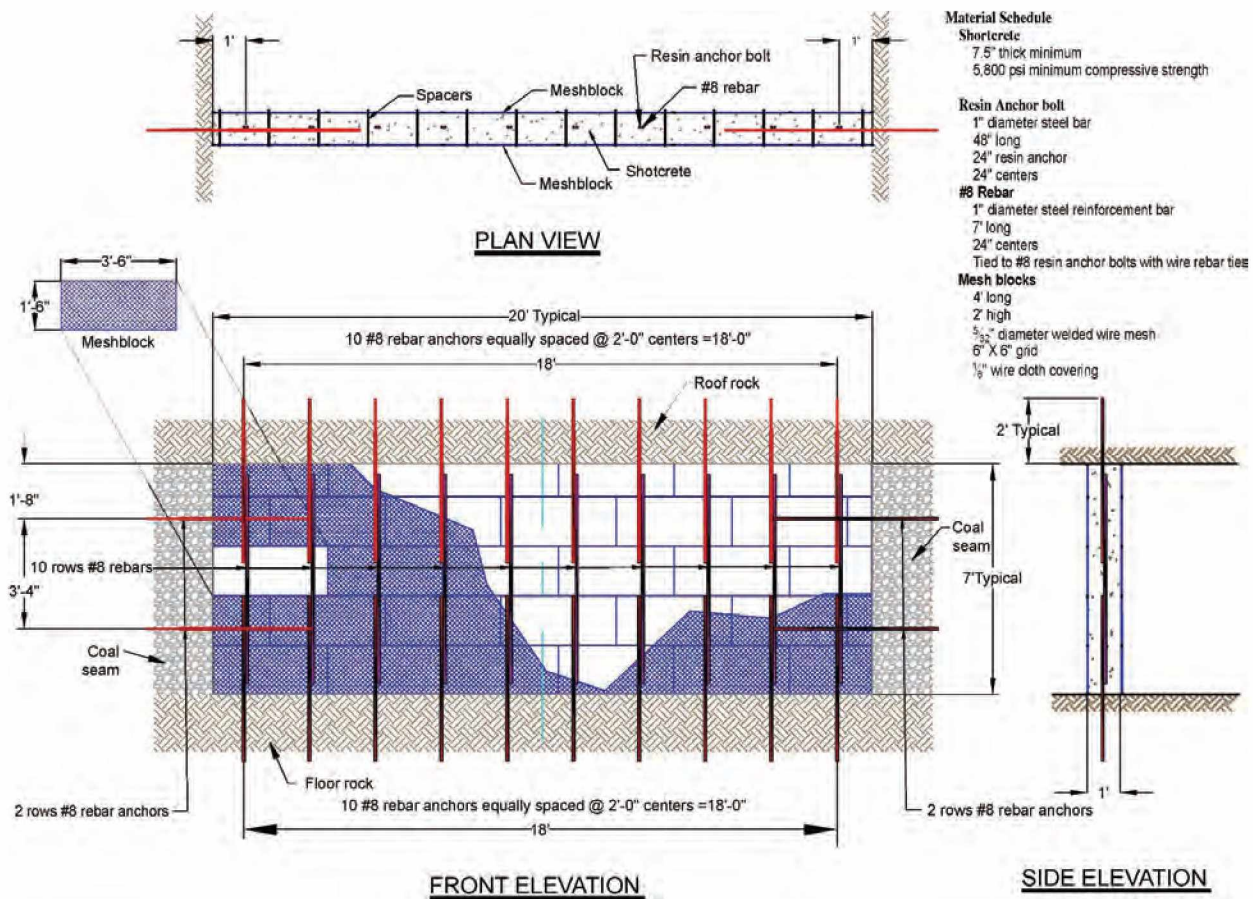 1'
1'
Resin anchor bolt
Meshblock
#8 rebar
Spacers
Shotcrete
Meshblock
PLAN VIEW
Material Schedule
Shortcrete
7.5" thick minimum
5,800 psi minimum compressive strength
Resin Anchor bolt
1" diameter steel bar
48" long
24" resin anchor
24" centers
#8 Rebar
1" diameter steel reinforcement bar
7' long
24" centers
Tied to #8 resin anchor bolts with wire rebar ties
Mesh blocks
4' long
2' high
5/32" diameter welded wire mesh
6" X 6" grid
1/8" wire cloth covering
3'-6"
1'-6"
Meshblock
20' Typical
10 #8 rebar anchors equally spaced @ 2'-0" centers =18'-0"
18'
Roof rock
1'-8"
10 rows #8 rebars
3'-4"
Coal
seam
Coal
seam
7'Typical
Floor rock
2 rows #8 rebar anchors
10 #8 rebar anchors equally spaced @ 2'-0" centers =18'-0"
2 rows #8 rebar anchors
18'
FRONT ELEVATION
2' Typical
1'
SIDE ELEVATION